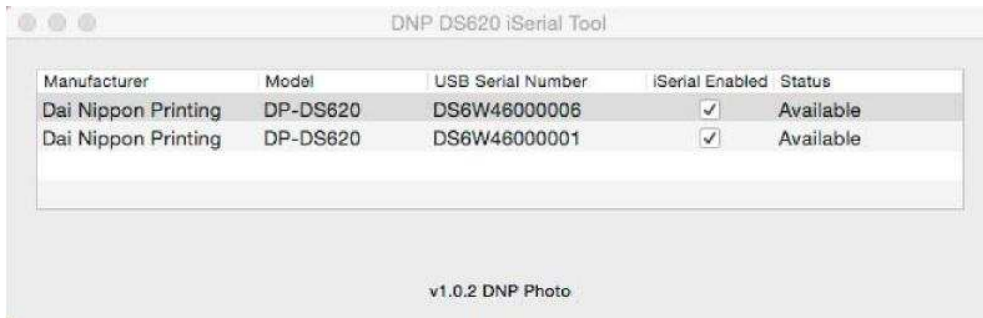 DNP DS620 iSerial Tool
Manufacturer Model USB Serial Number iSerial Enabled Status
Dai Nippon Printing DP-DS620 DS6W46000006 Available
Dai Nippon Printing DP-DS620 DS6W46000001 Available
v1.0.2 DNP Photo